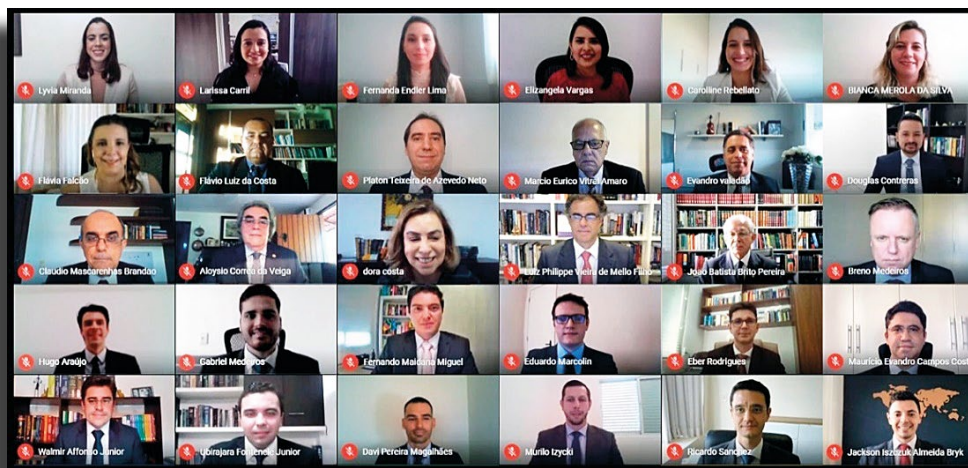 Lyvia Miranda
Larissa Carril
Fernanda Endler Lima
Elizangela Vargas
Carolline Rebellato
BIANCA MEROLA DA SILVA
Flávia Falcão
Flávio Luiz da Costa
Platon Teixeira de Azevedo Neto
Marcio Eurico Vitral Amaro
Evandro valadão
Douglas Contreras
Cláudio Mascarenhas Brandão
Aloysio Correa da Veiga
dora costa
Luiz Philippe Vieira de Mello Filho
João Batista Brito Pereira
Breno Medeiros
Hugo Araújo
Gabriel Medeiros
Fernando Maidana Miguel
Eduardo Marcolin
Eber Rodrigues
Maurício Evandro Campos Cost
Walmir Affonso Junior
Ubirajara Fontenele Junior
Davi Pereira Magalhães
Murilo Izycki
Ricardo Sanchez
Jackson Iszczuk Almeida Bryk